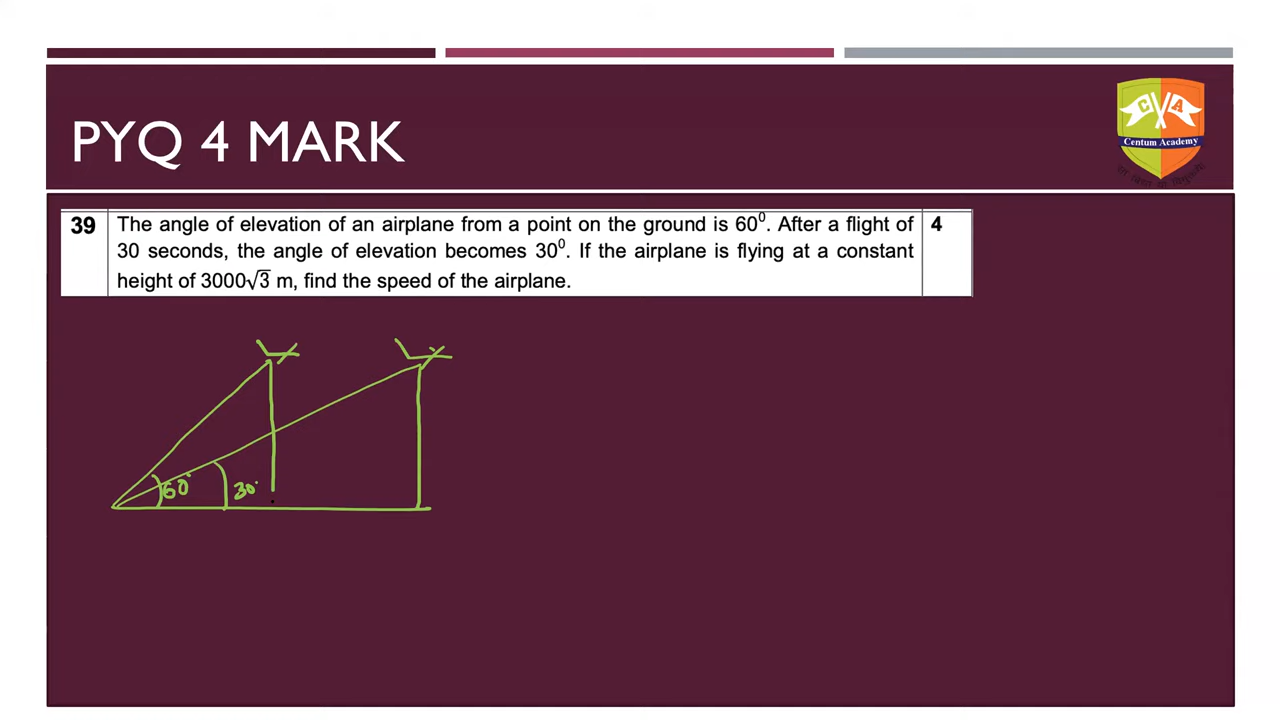 PYQ 4 MARK
C A
Centum Academy
39 The angle of elevation of an airplane from a point on the ground is 60⁰. After a flight of 4
30 seconds, the angle of elevation becomes 30⁰. If the airplane is flying at a constant
height of 3000√3 m, find the speed of the airplane.
60° 30°